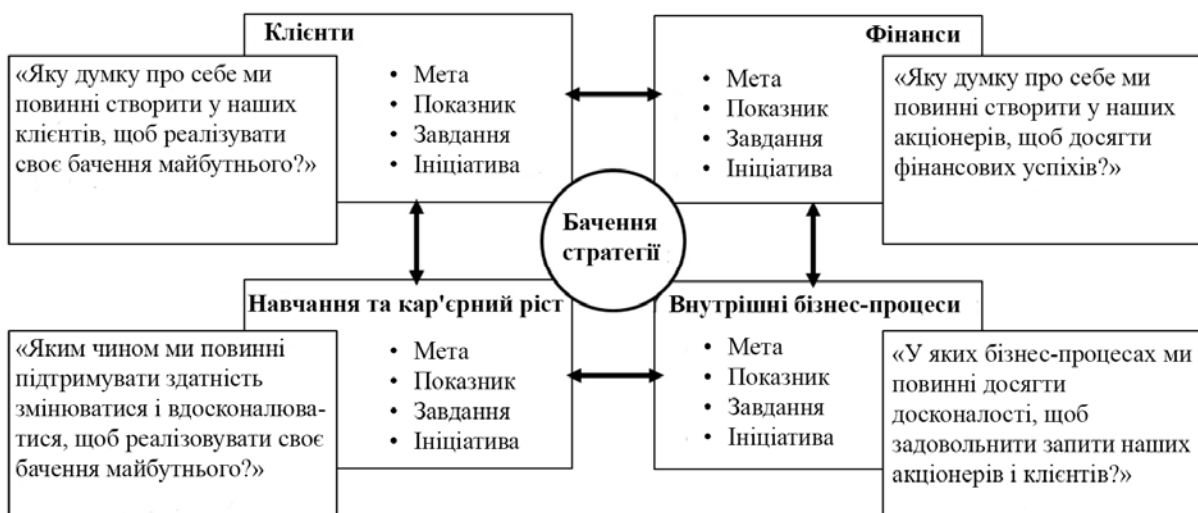 Клієнти
«Яку думку про себе ми
повинні створити у наших
клієнтів, щоб реалізувати
своє бачення майбутнього?»
• Мета
• Показник
• Завдання
• Ініціатива
Фінанси
• Мета
• Показник
• Завдання
• Ініціатива
«Яку думку про себе ми
повинні створити у наших
акціонерів, щоб досягти
фінансових успіхів?»
Бачення
стратегії
Навчання та кар'єрний ріст
«Яким чином ми повинні
підтримувати здатність
змінюватися і вдосконалюва-
тися, щоб реалізовувати своє
бачення майбутнього?»
• Мета
• Показник
• Завдання
• Ініціатива
Внутрішні бізнес-процеси
• Мета
• Показник
• Завдання
• Ініціатива
«У яких бізнес-процесах ми
повинні досягти
досконалості, щоб
задовольнити запити наших
акціонерів і клієнтів?»